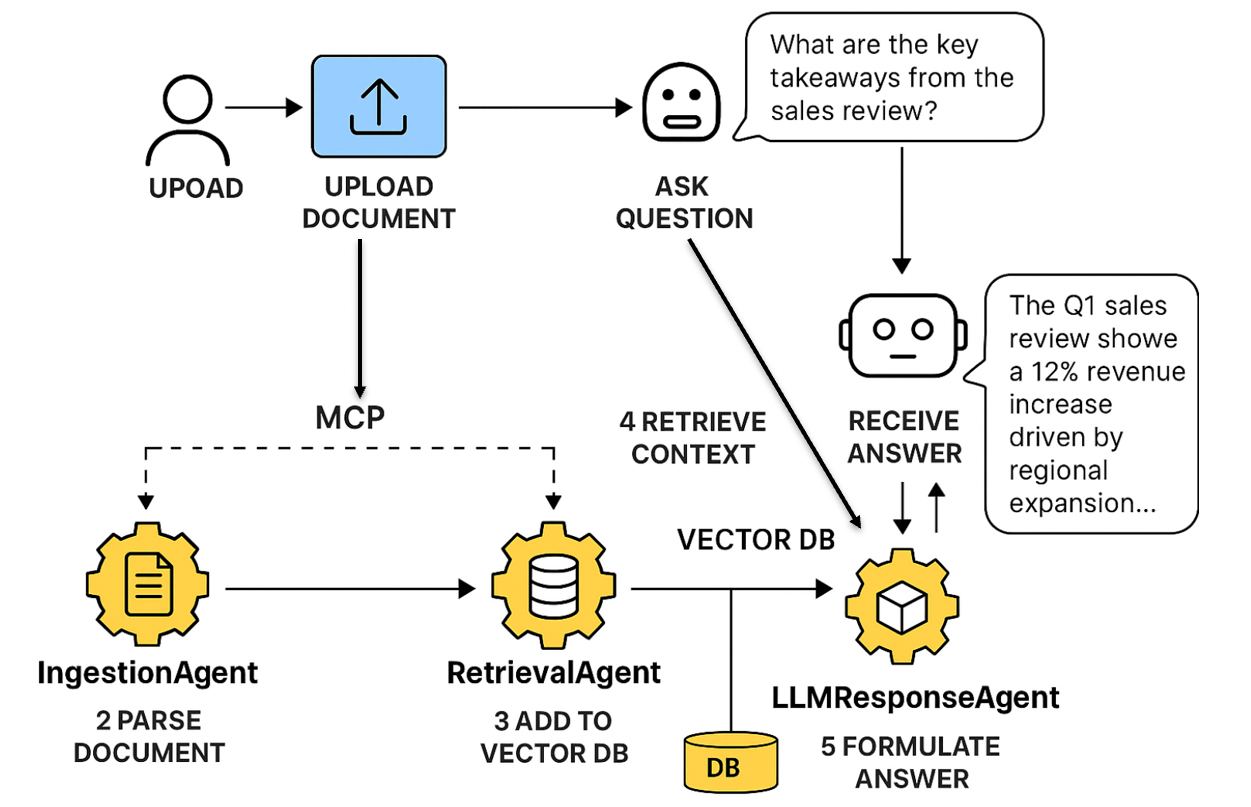 What are the key
takeaways from the
sales review?
UPOAD
UPLOAD
DOCUMENT
ASK
QUESTION
The Q1 sales
review showe
a 12% revenue
increase
driven by
regional
expansion...
MCP
4 RETRIEVE
CONTEXT
RECEIVE
ANSWER
VECTOR DB
IngestionAgent
2 PARSE
DOCUMENT
RetrievalAgent
3 ADD TO
VECTOR DB
DB
LLMResponseAgent
5 FORMULATE
ANSWER